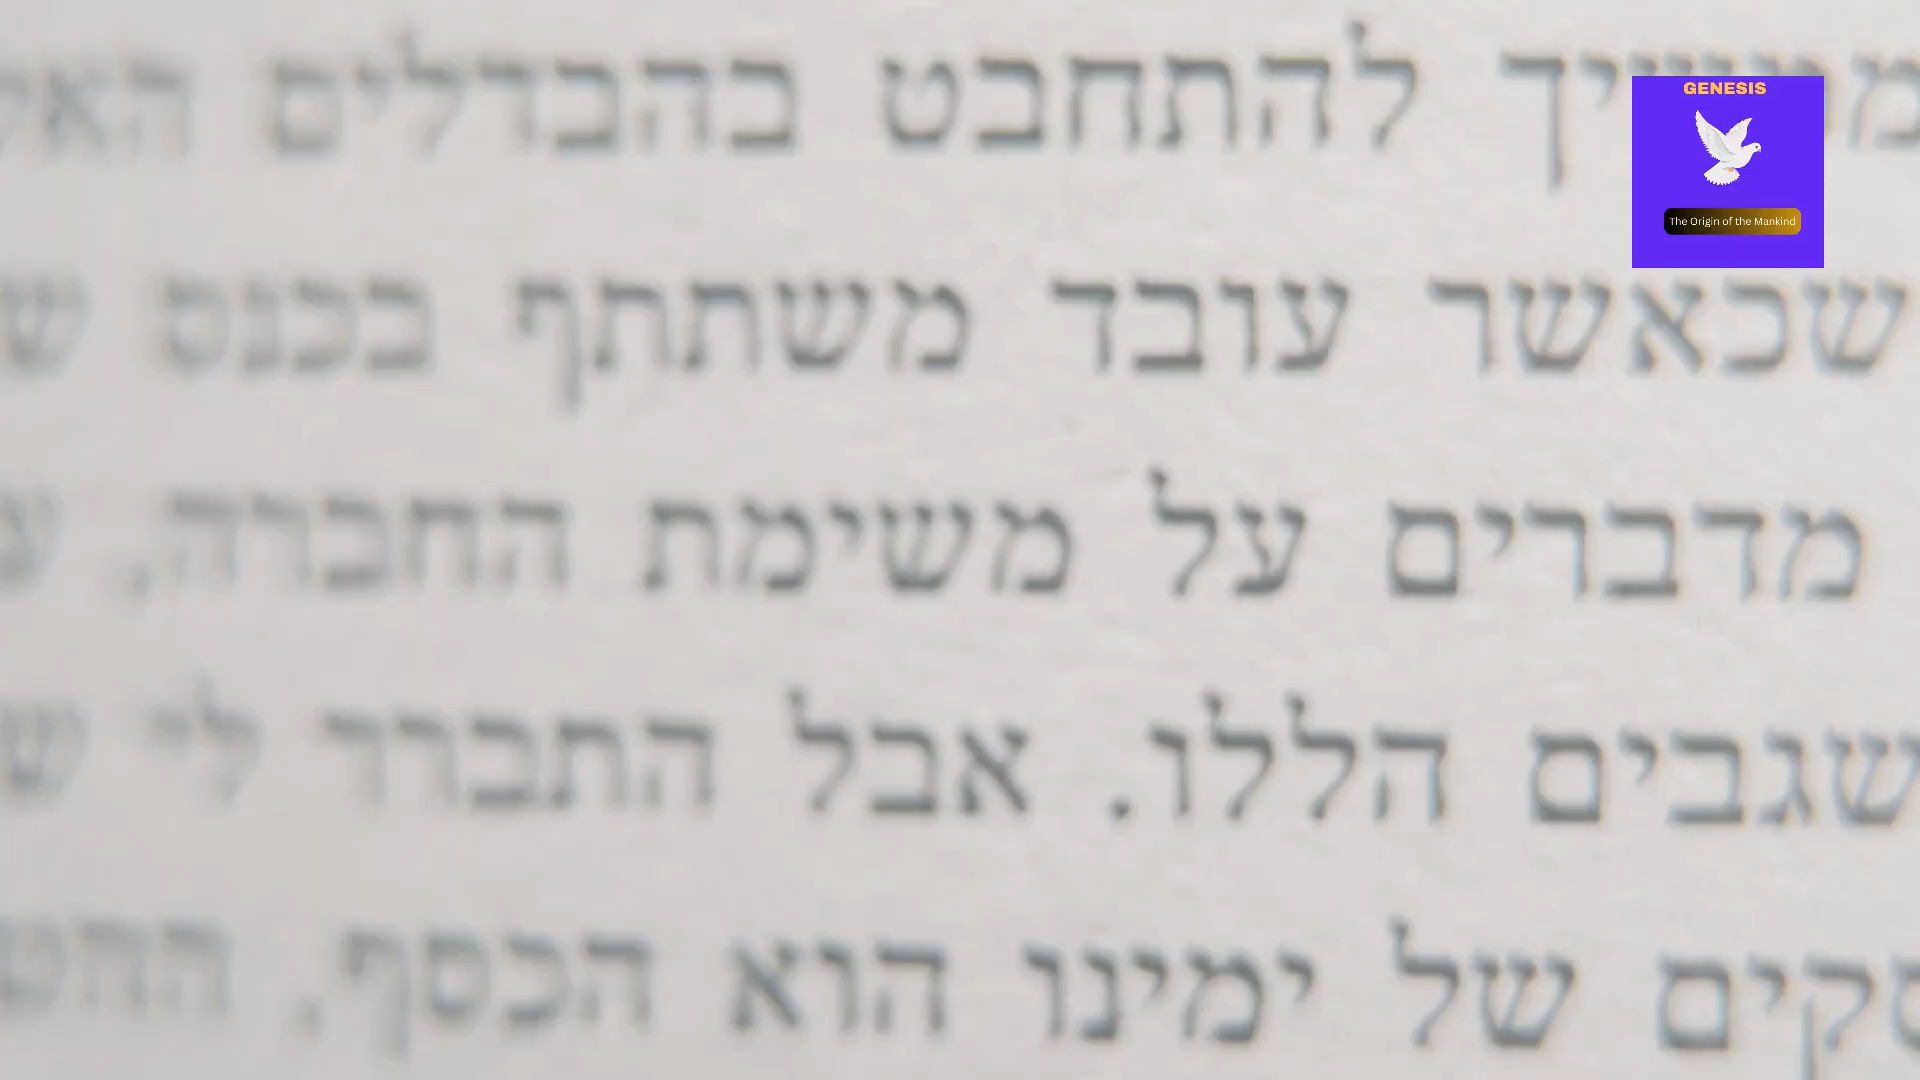 להתחבט בהבדלים
GENESIS
The Origin of the Mankind
שכאשר עובד משתתף בכנס
מדברים על משימת החברה,
שגבים הללו. אבל התברר לי
של ימינו הוא הכסף.